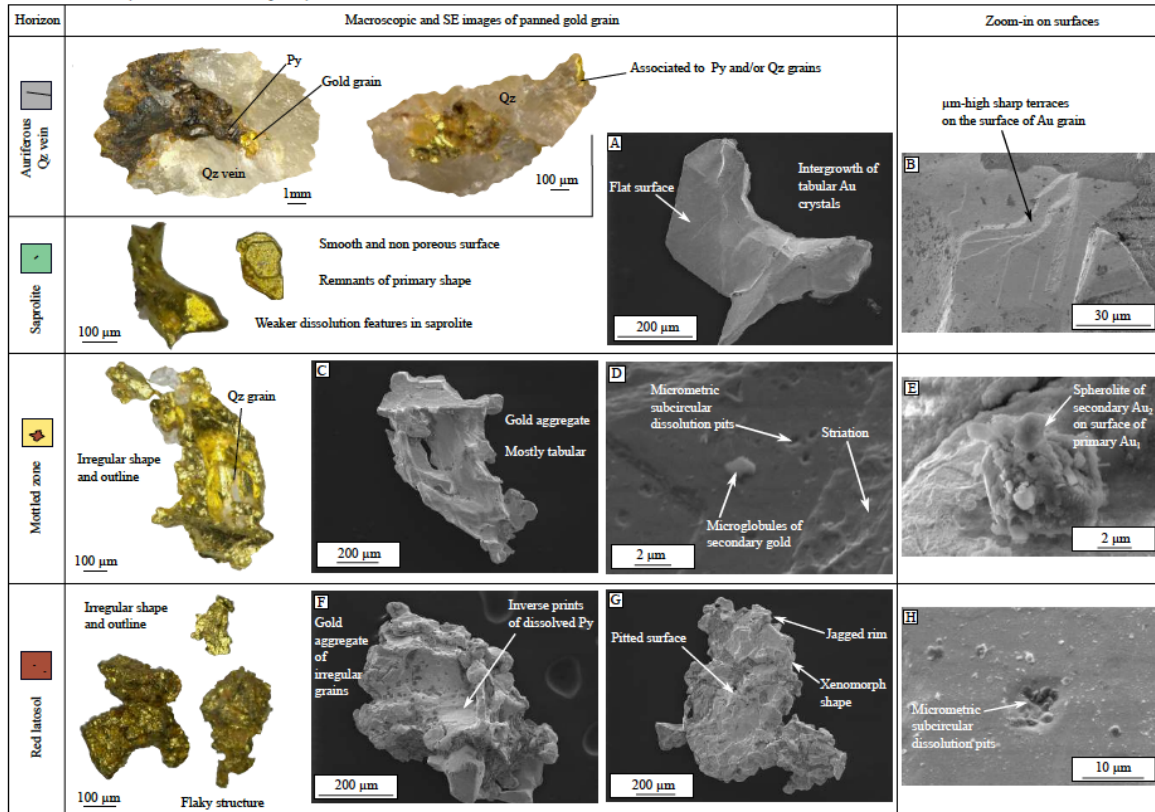 Horizon
Macroscopic and SE images of panned gold grain
Zoom-in on surfaces
Auriferous
Qz vein
Py
Gold grain
Qz vein
1mm
Qz
Associated to Py and/or Qz grains
100 µm
A
Flat surface
Intergrowth of
tabular Au
crystals
200 µm
µm-high sharp terraces
on the surface of Au grain
B
30 µm
Saprolite
Smooth and non poreous surface
Remnants of primary shape
Weaker dissolution features in saprolite
100 µm
Mottled zone
Qz grain
Irregular shape
and outline
100 µm
C
Gold aggregate
Mostly tabular
200 µm
D
Micrometric
subcircular
dissolution pits
Striation
Microglobules of
secondary gold
2 µm
E
Spherolite of
secondary Au₂
on surface of
primary Au₁
2 µm
Red latosol
Irregular shape
and outline
100 µm
Flaky structure
F
Gold
aggregate
of
irregular
grains
Inverse prints
of dissolved Py
200 µm
G
Pitted surface
Jagged rim
Xenomorph
shape
200 µm
H
Micrometric
subcircular
dissolution pits
10 µm